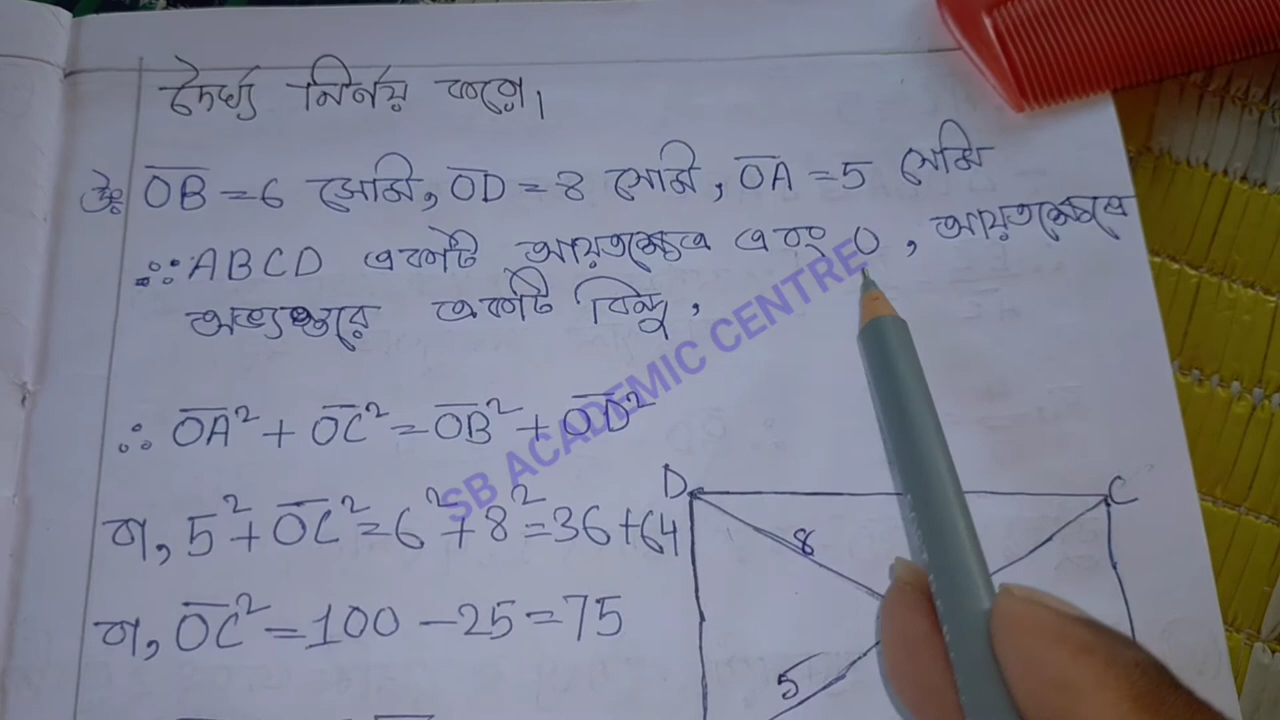 দৈর্ঘ্য নির্নয় করো।
উঃ OB = 6 সেমি, OD = 8 সেমি, OA = 5 সেমি
∴ ABCD একটি আয়তক্ষেত্র এবং O, আয়তক্ষেত্রের
অভ্যন্তরে একটি বিন্দু,
∴ OA² + OC² = OB² + OD²
বা, 5² + OC² = 6² + 8² = 36 + 64
বা, OC² = 100 - 25 = 75
D C
8
5
SB ACADEMIC CENTRE